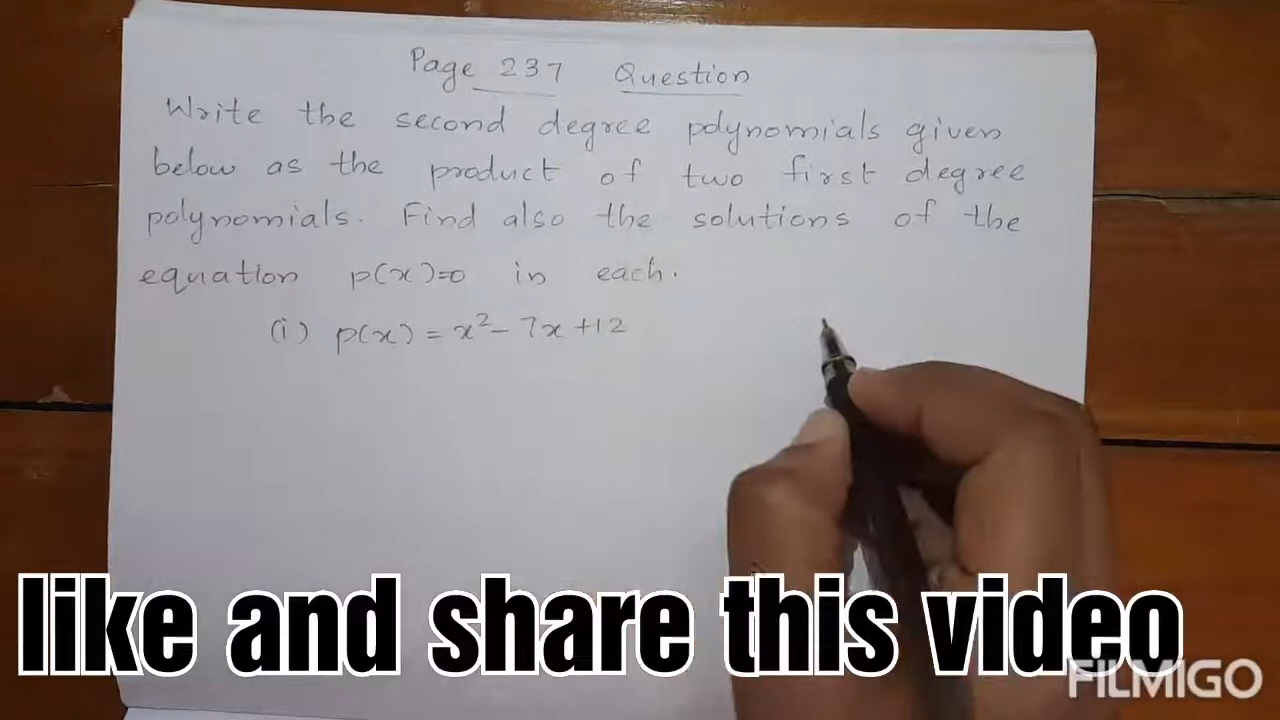 Page 237 Question
Write the second degree polynomials given
below as the product of two first degree
polynomials. Find also the solutions of the
equation p(x)=0 in each.
(i) p(x) = x² - 7x + 12
like and share this video
FILMIGO